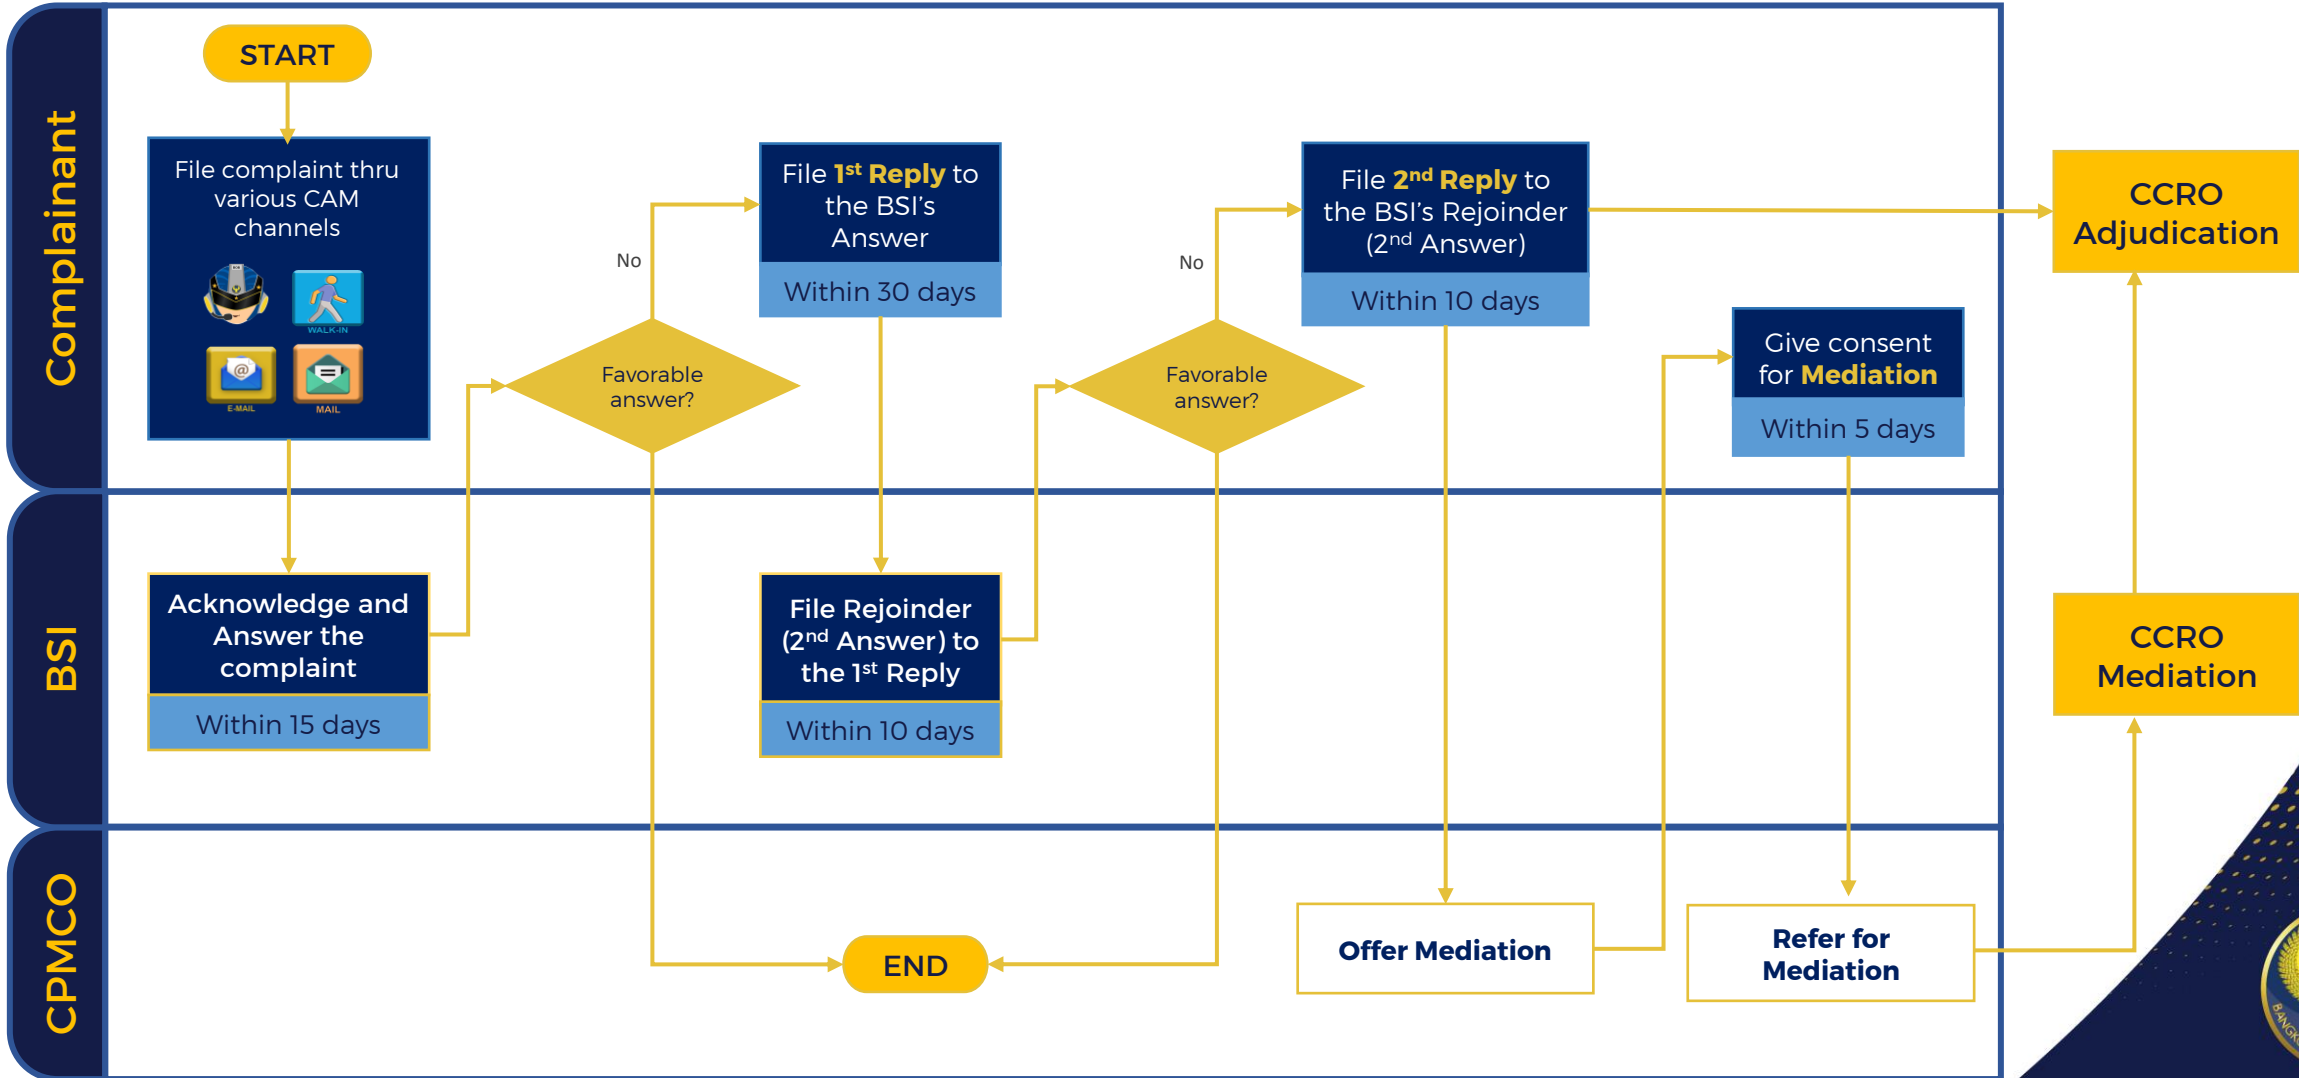 Complainant
START
File complaint thru
various CAM
channels
WALK-IN
E-MAIL
MAIL
Favorable
answer?
No
File 1st Reply to
the BSI's
Answer
Within 30 days
Favorable
answer?
No
File 2nd Reply to
the BSI's Rejoinder
(2nd Answer)
Within 10 days
Give consent
for Mediation
Within 5 days
CCRO
Adjudication
BSI
Acknowledge and
Answer the
complaint
Within 15 days
File Rejoinder
(2nd Answer) to
the 1st Reply
Within 10 days
CCRO
Mediation
CPMCO
END
Offer Mediation
Refer for
Mediation